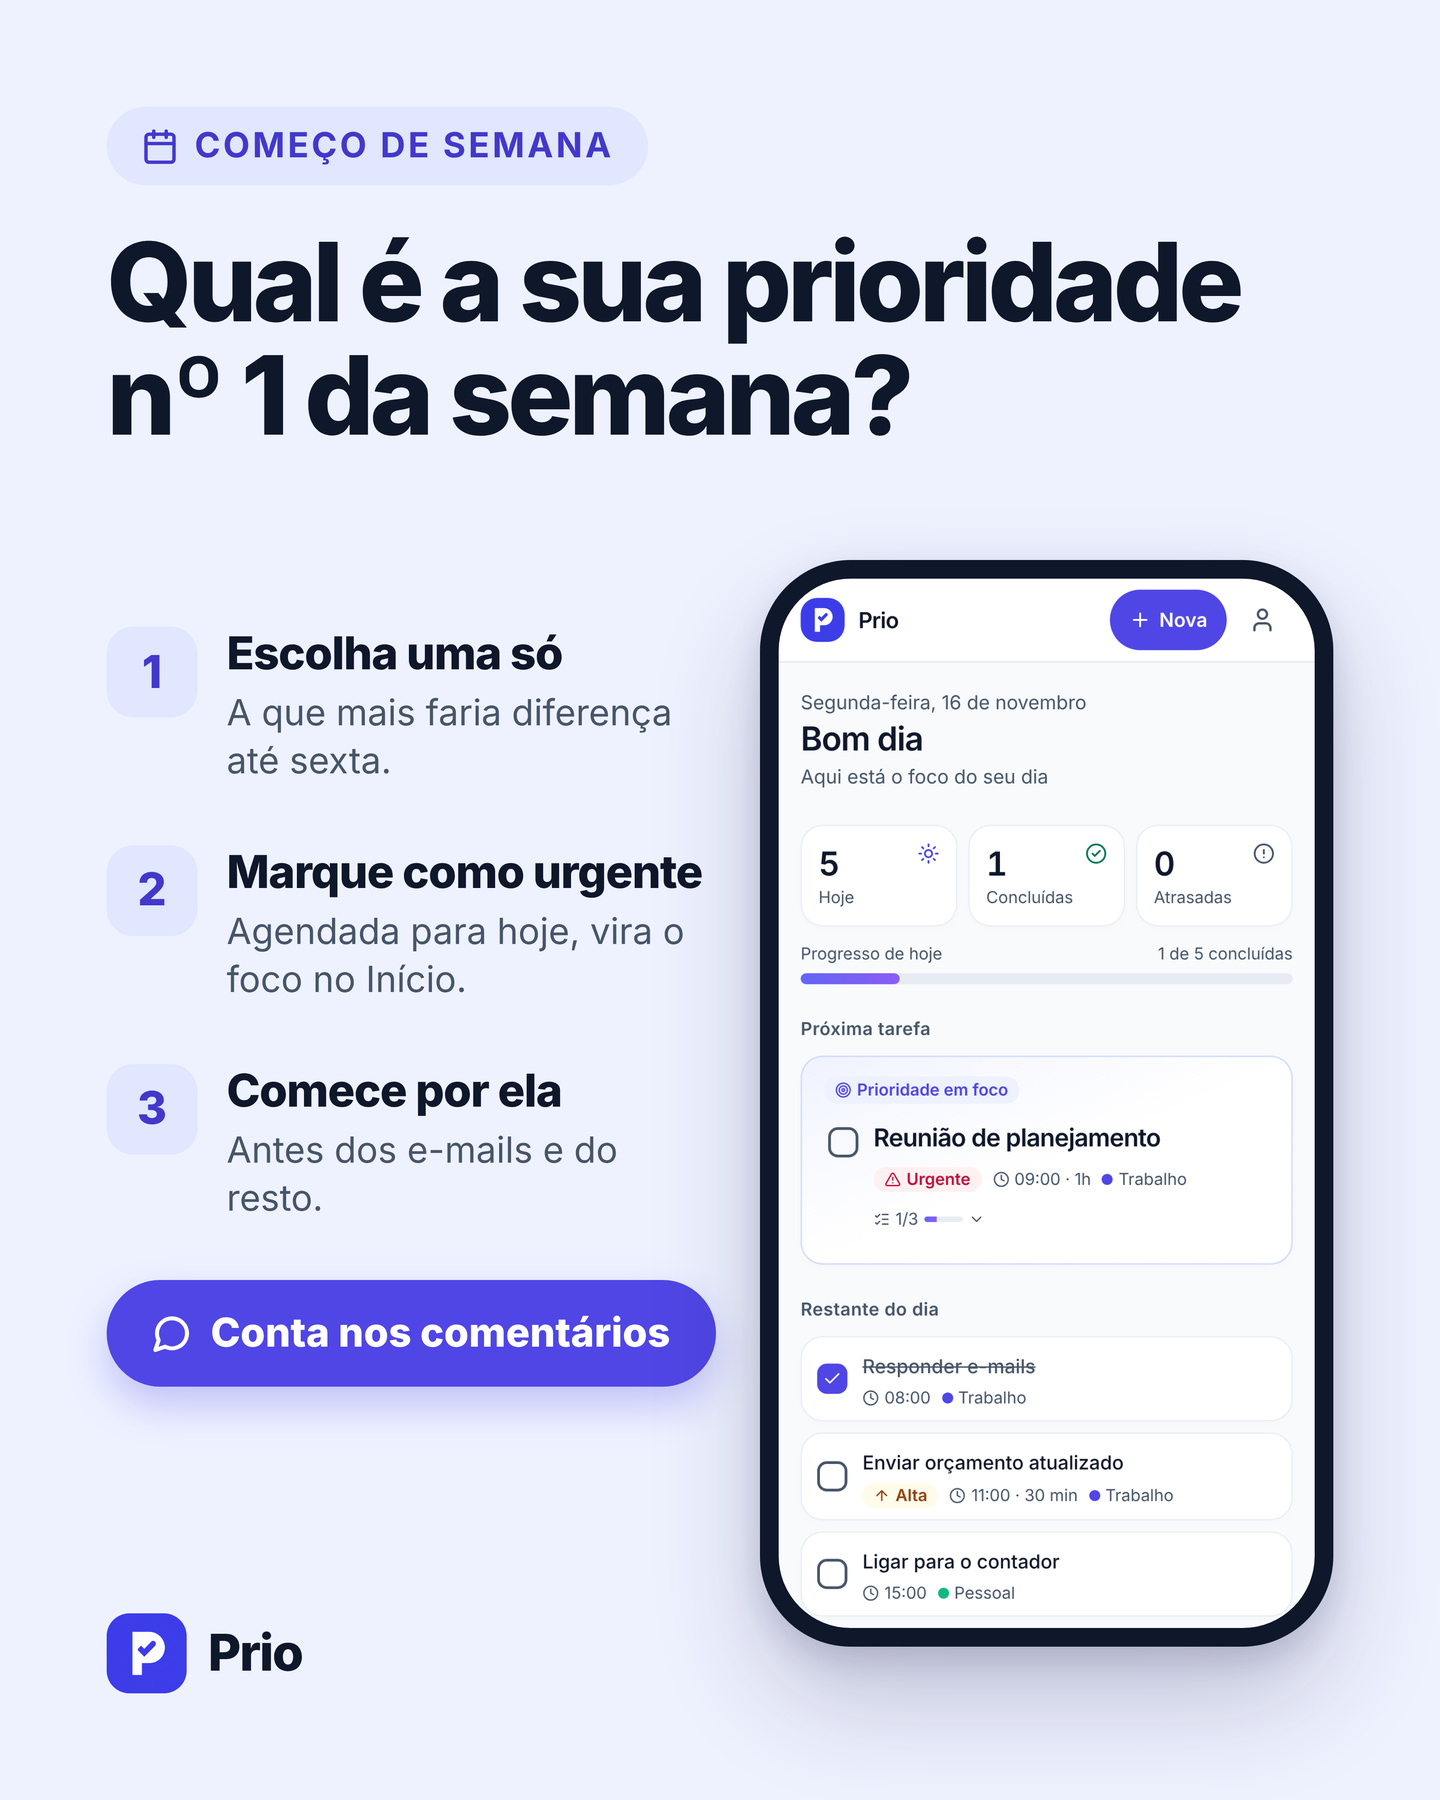 COMEÇO DE SEMANA
Qual é a sua prioridade
nº 1 da semana?
1
Escolha uma só
A que mais faria diferença
até sexta.
2
Marque como urgente
Agendada para hoje, vira o
foco no Início.
3
Comece por ela
Antes dos e-mails e do
resto.
Conta nos comentários
Prio
Prio
+ Nova
Segunda-feira, 16 de novembro
Bom dia
Aqui está o foco do seu dia
5
Hoje
1
Concluídas
0
Atrasadas
Progresso de hoje
1 de 5 concluídas
Próxima tarefa
Prioridade em foco
Reunião de planejamento
Urgente 09:00 · 1h Trabalho
1/3
Restante do dia
Responder e-mails
08:00 Trabalho
Enviar orçamento atualizado
Alta 11:00 · 30 min Trabalho
Ligar para o contador
15:00 Pessoal